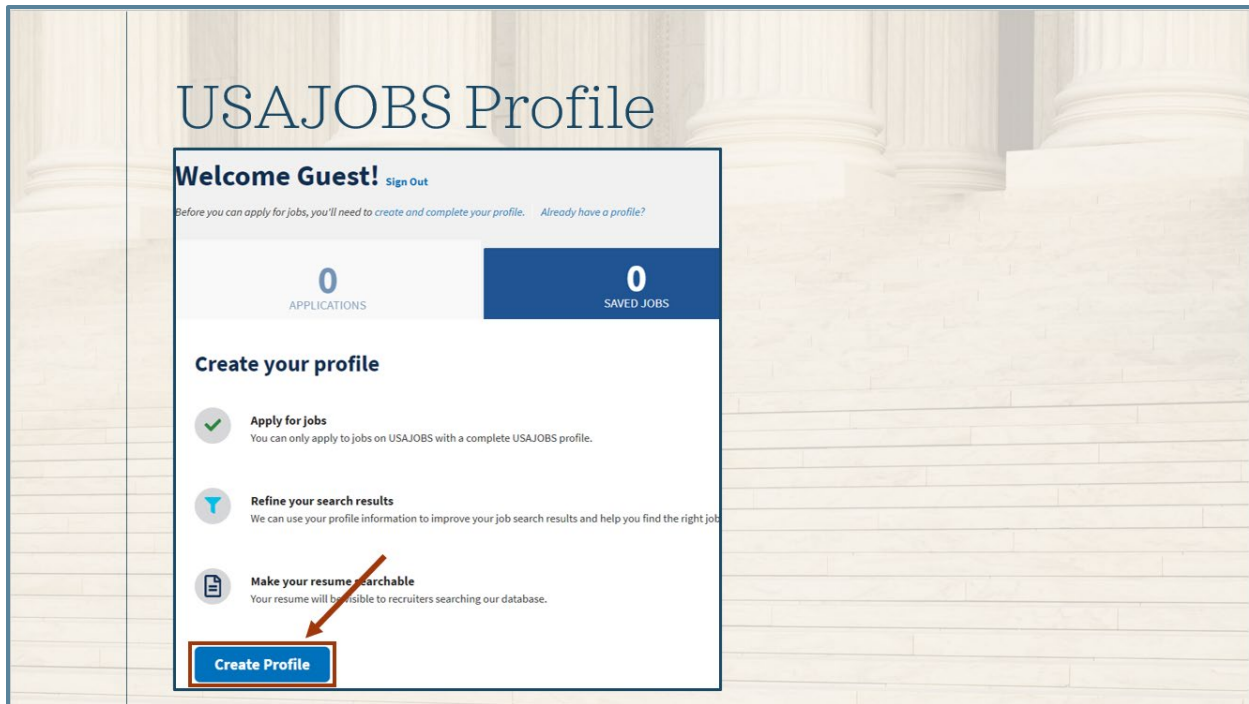 USAJOBS Profile
Welcome Guest! Sign Out
Before you can apply for jobs, you'll need to create and complete your profile. Already have a profile?
0
APPLICATIONS
0
SAVED JOBS
Create your profile
Apply for jobs
You can only apply to jobs on USAJOBS with a complete USAJOBS profile.
Refine your search results
We can use your profile information to improve your job search results and help you find the right job
Make your resume searchable
Your resume will be visible to recruiters searching our database.
Create Profile